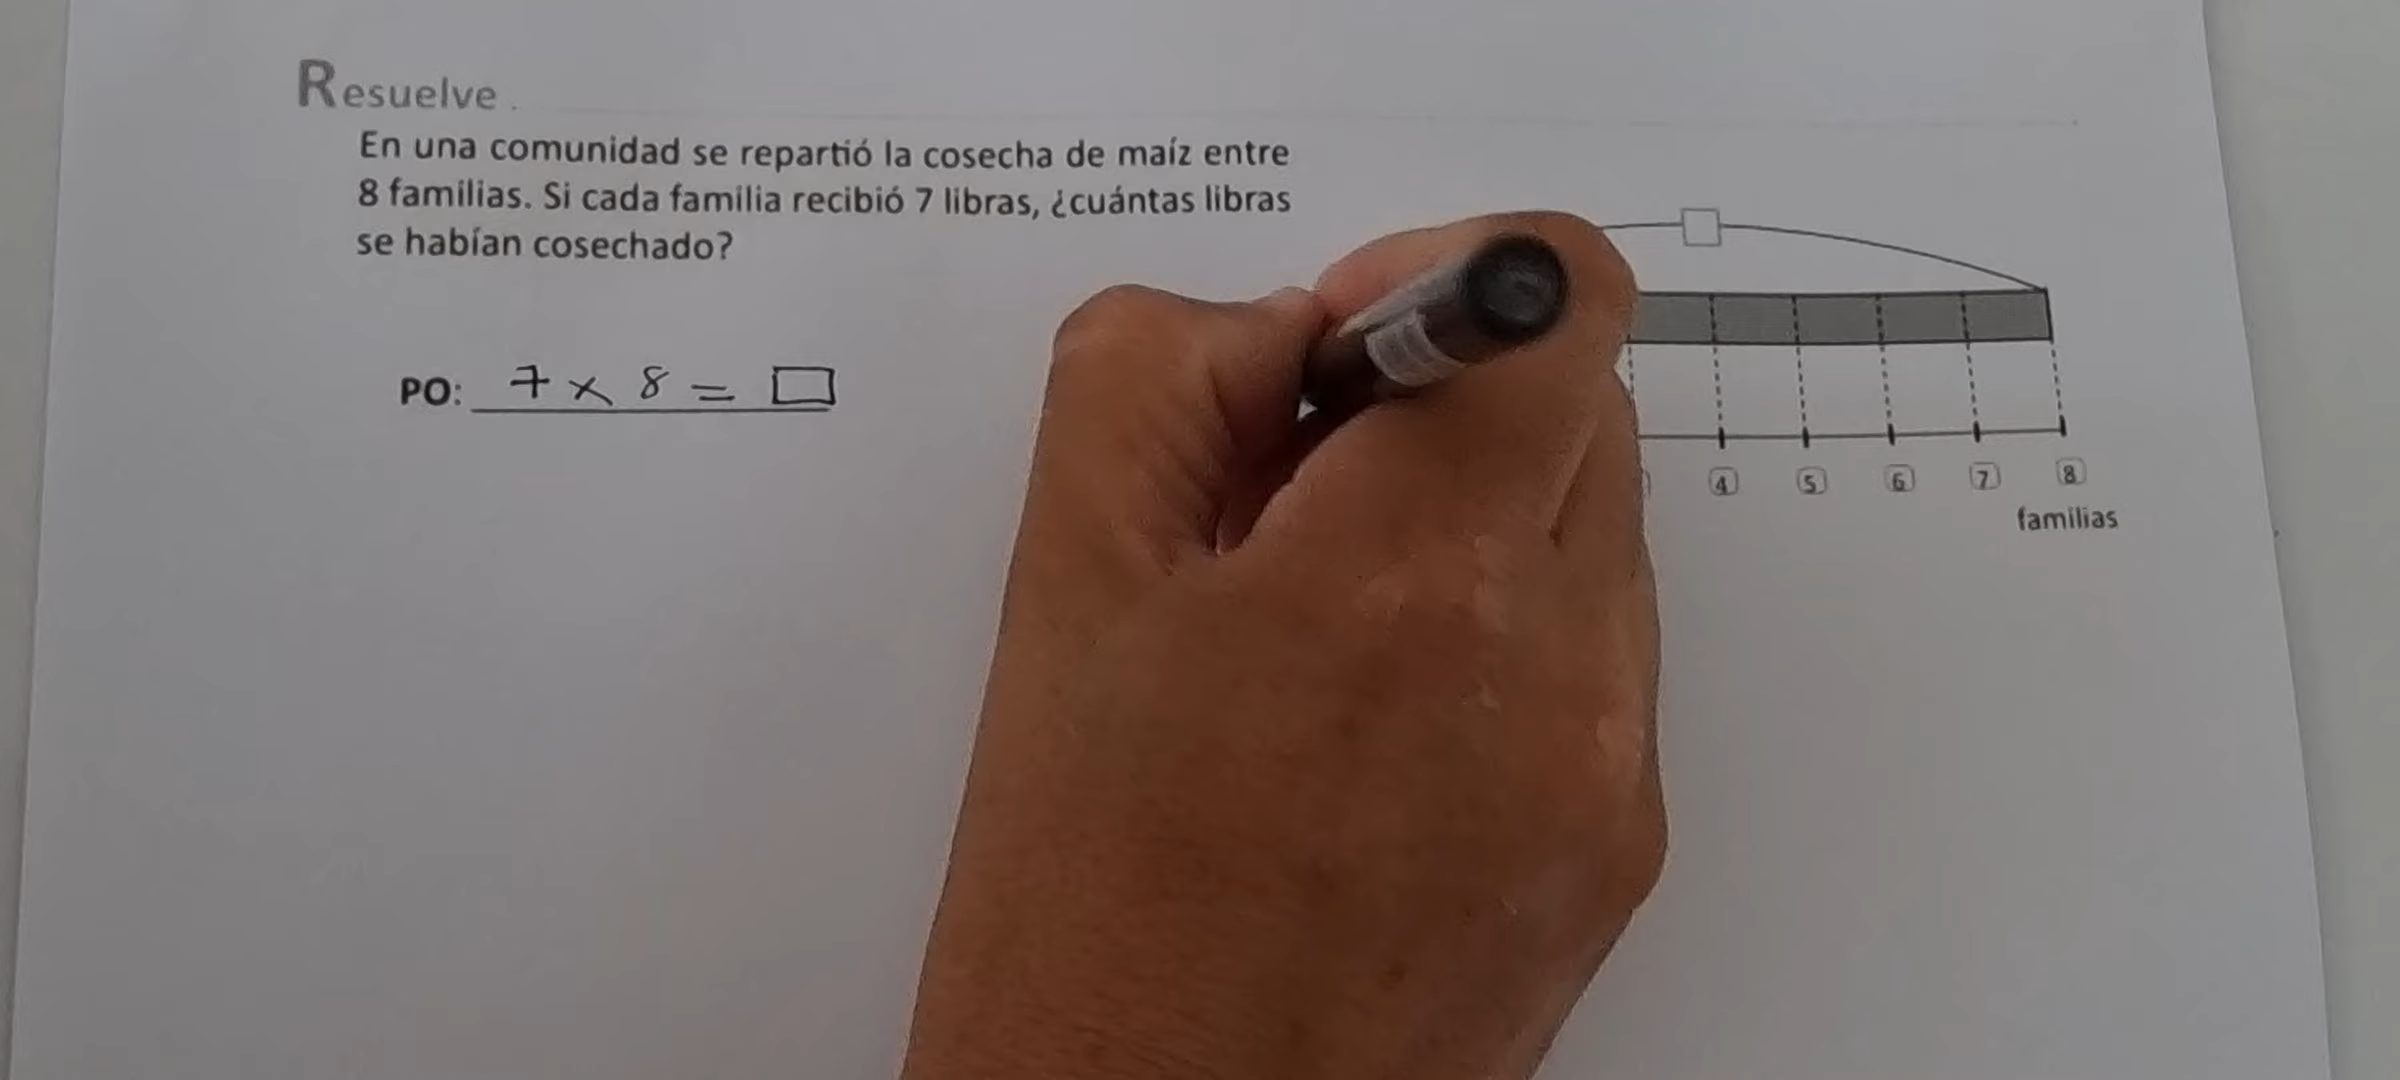 Resuelve
En una comunidad se repartió la cosecha de maíz entre
8 familias. Si cada familia recibió 7 libras, ¿cuántas libras
se habían cosechado?
PO: 7 x 8 = □
4 5 6 7 8
familias